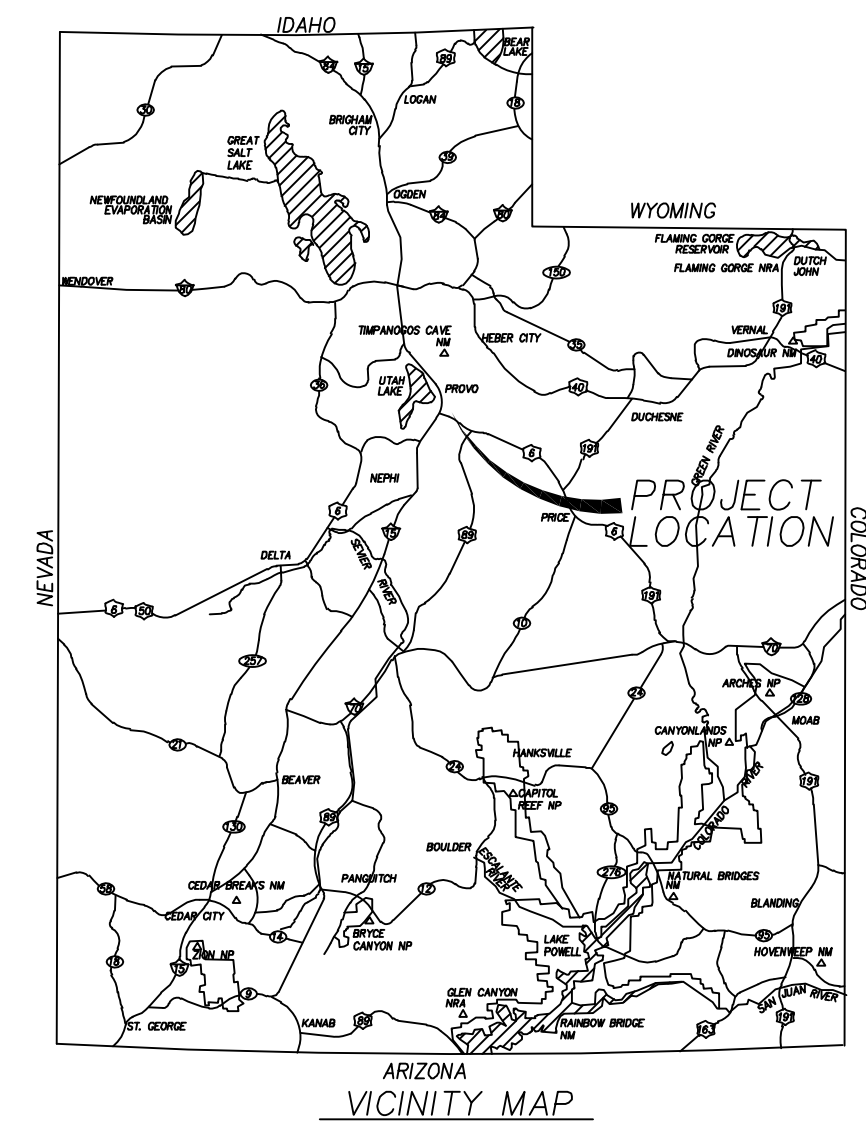 IDAHO
BEAR
LAKE
84
15
89
30
LOGAN
18
BRIGHAM
CITY
GREAT
SALT
LAKE
39
OGDEN
NEWFOUNDLAND
EVAPORATION
BASIN
84
80
WYOMING
FLAMING GORGE
RESERVOIR
FLAMING GORGE NRA
DUTCH
JOHN
150
WENDOVER
80
191
TIMPANOGOS CAVE
NM
HEBER CITY
35
VERNAL
DINOSAUR NM
40
36
UTAH
LAKE
PROVO
40
DUCHESNE
GREEN RIVER
6
191
NEPHI
PROJECT
LOCATION
6
PRICE
6
15
89
DELTA
SEVIER
RIVER
NEVADA
COLORADO
6
50
191
10
257
70
ARCHES NP
24
128
70
MOAB
21
CANYONLANDS
NP
HANKSVILLE
24
BEAVER
191
CAPITOL
REEF NP
RIVER
95
COLORADO
89
130
BOULDER
ESCALANTE
RIVER
276
NATURAL BRIDGES
NM
PANGUITCH
58
CEDAR BREAKS NM
12
BLANDING
CEDAR CITY
BRYCE
CANYON NP
14
95
LAKE
POWELL
HOVENWEEP NM
ZION NP
18
15
9
GLEN CANYON
NRA
SAN JUAN RIVER
ST. GEORGE
KANAB
89
RAINBOW BRIDGE
NM
163
191
ARIZONA
VICINITY MAP